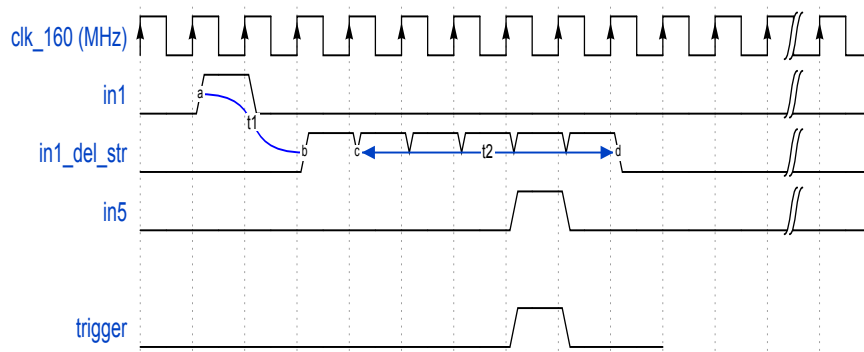 clk_160 (MHz)
in1
a
t1
in1_del_str
b
c
t2
d
in5
trigger